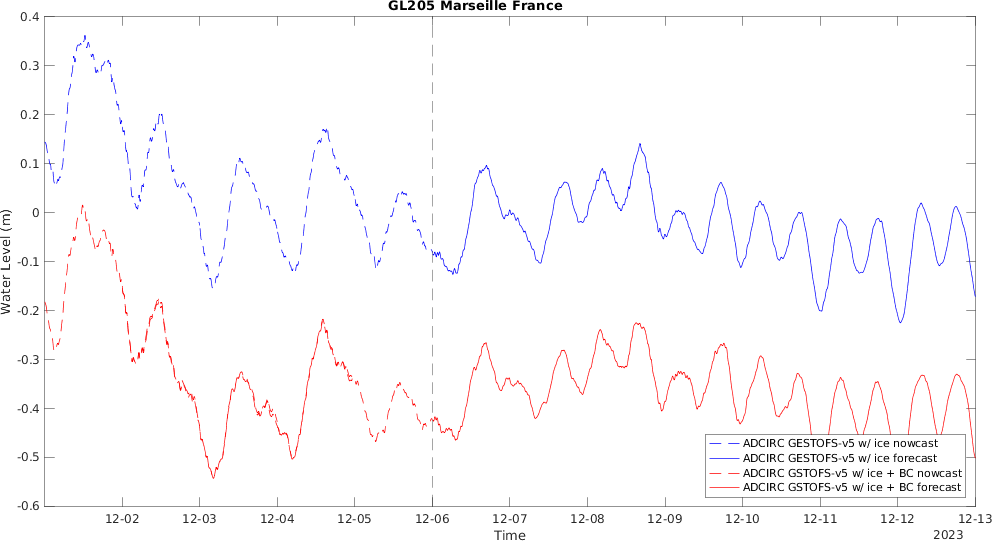 GL205 Marseille France
0.4
0.3
0.2
0.1
0
-0.1
-0.2
-0.3
-0.4
-0.5
-0.6
Water Level (m)
ADCIRC GESTOFS-v5 w/ ice nowcast
ADCIRC GESTOFS-v5 w/ ice forecast
ADCIRC GSTOFS-v5 w/ ice + BC nowcast
ADCIRC GSTOFS-v5 w/ ice + BC forecast
12-02 12-03 12-04 12-05 12-06 12-07 12-08 12-09 12-10 12-11 12-12 12-13
Time
2023